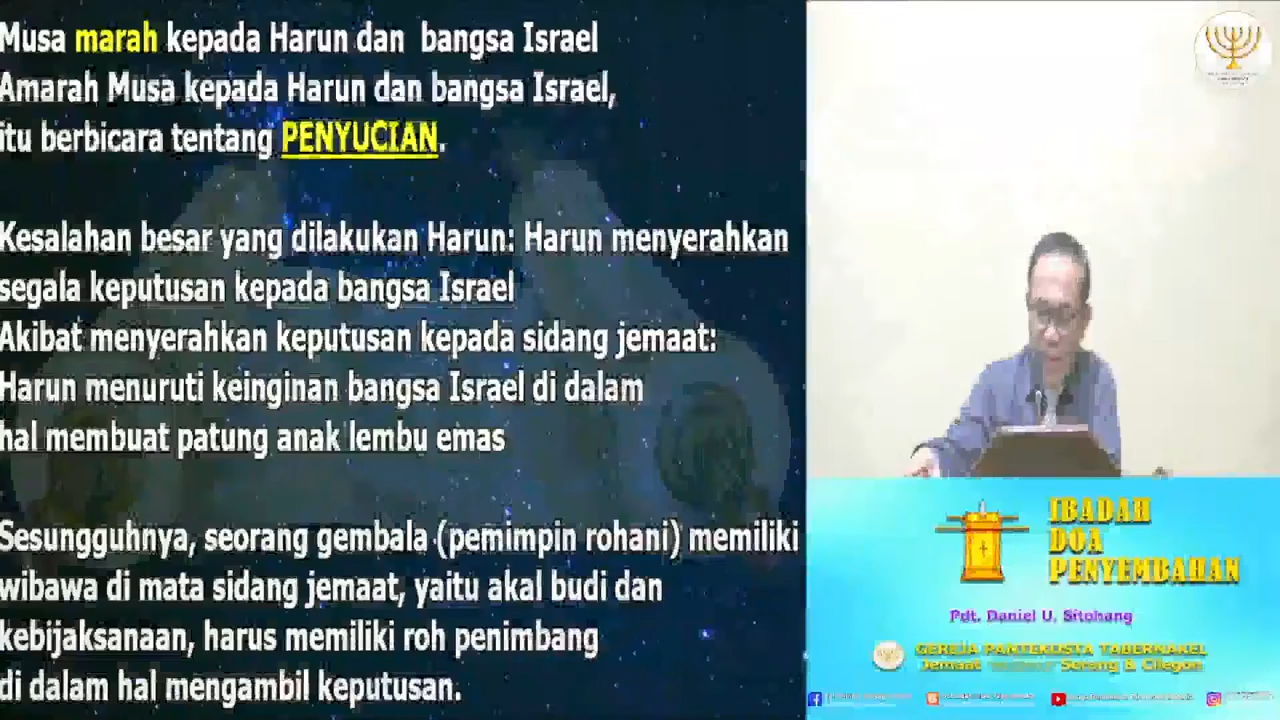 Musa marah kepada Harun dan bangsa Israel
Amarah Musa kepada Harun dan bangsa Israel,
itu berbicara tentang PENYUCIAN.
Kesalahan besar yang dilakukan Harun: Harun menyerahkan
segala keputusan kepada bangsa Israel
Akibat menyerahkan keputusan kepada sidang jemaat:
Harun menuruti keinginan bangsa Israel di dalam
hal membuat patung anak lembu emas
Sesungguhnya, seorang gembala (pemimpin rohani) memiliki
wibawa di mata sidang jemaat, yaitu akal budi dan
kebijaksanaan, harus memiliki roh penimbang
di dalam hal mengambil keputusan.
IBADAH
DOA
PENYEMBAHAN
Pdt. Daniel U. Sitohang
GEREJA PANTEKOSTA TABERNAKEL
Jemaat Serang & Cilegon